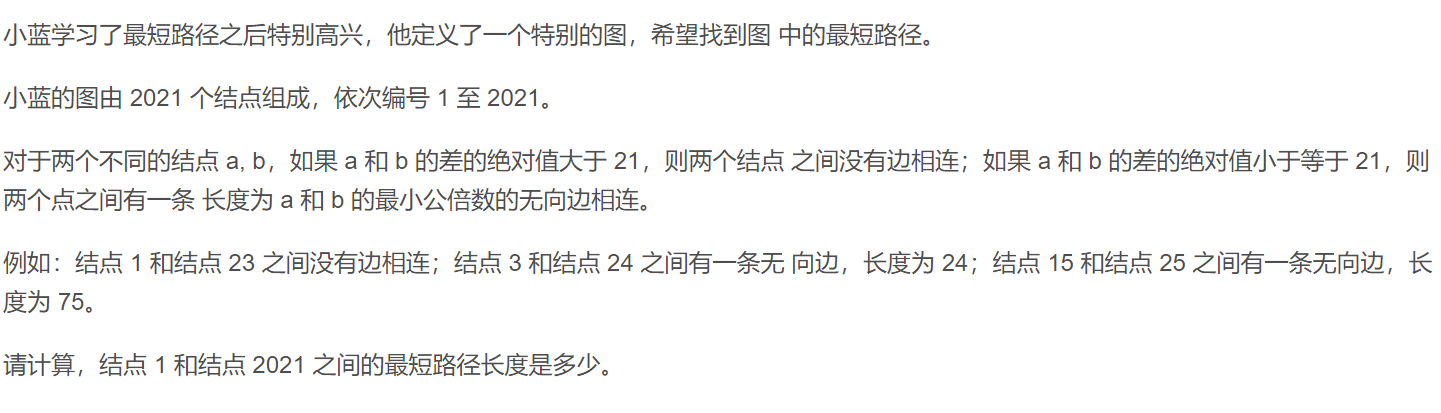 小蓝学习了最短路径之后特别高兴，他定义了一个特别的图，希望找到图 中的最短路径。
小蓝的图由 2021 个结点组成，依次编号 1 至 2021。
对于两个不同的结点 a, b，如果 a 和 b 的差的绝对值大于 21，则两个结点 之间没有边相连；如果 a 和 b 的差的绝对值小于等于 21，则
两个点之间有一条 长度为 a 和 b 的最小公倍数的无向边相连。
例如：结点 1 和结点 23 之间没有边相连；结点 3 和结点 24 之间有一条无 向边，长度为 24；结点 15 和结点 25 之间有一条无向边，长
度为 75。
请计算，结点 1 和结点 2021 之间的最短路径长度是多少。